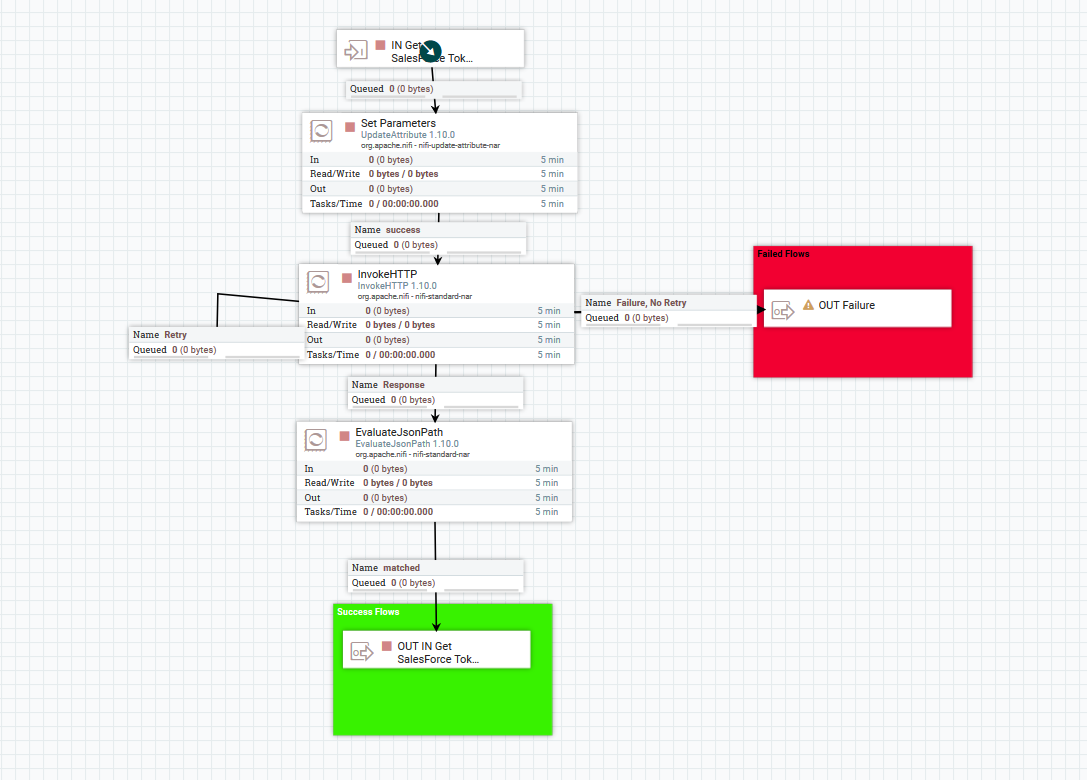 IN Get
SalesForce Tok...
Queued 0 (0 bytes)
Set Parameters
UpdateAttribute 1.10.0
org.apache.nifi - nifi-update-attribute-nar
In 0 (0 bytes) 5 min
Read/Write 0 bytes / 0 bytes 5 min
Out 0 (0 bytes) 5 min
Tasks/Time 0 / 00:00:00.000 5 min
Name success
Queued 0 (0 bytes)
InvokeHTTP
InvokeHTTP 1.10.0
org.apache.nifi - nifi-standard-nar
In 0 (0 bytes) 5 min
Read/Write 0 bytes / 0 bytes 5 min
Out 0 (0 bytes) 5 min
Tasks/Time 0 / 00:00:00.000 5 min
Name Retry
Queued 0 (0 bytes)
Name Failure, No Retry
Queued 0 (0 bytes)
Failed Flows
OUT Failure
Name Response
Queued 0 (0 bytes)
EvaluateJsonPath
EvaluateJsonPath 1.10.0
org.apache.nifi - nifi-standard-nar
In 0 (0 bytes) 5 min
Read/Write 0 bytes / 0 bytes 5 min
Out 0 (0 bytes) 5 min
Tasks/Time 0 / 00:00:00.000 5 min
Name matched
Queued 0 (0 bytes)
Success Flows
OUT IN Get
SalesForce Tok...